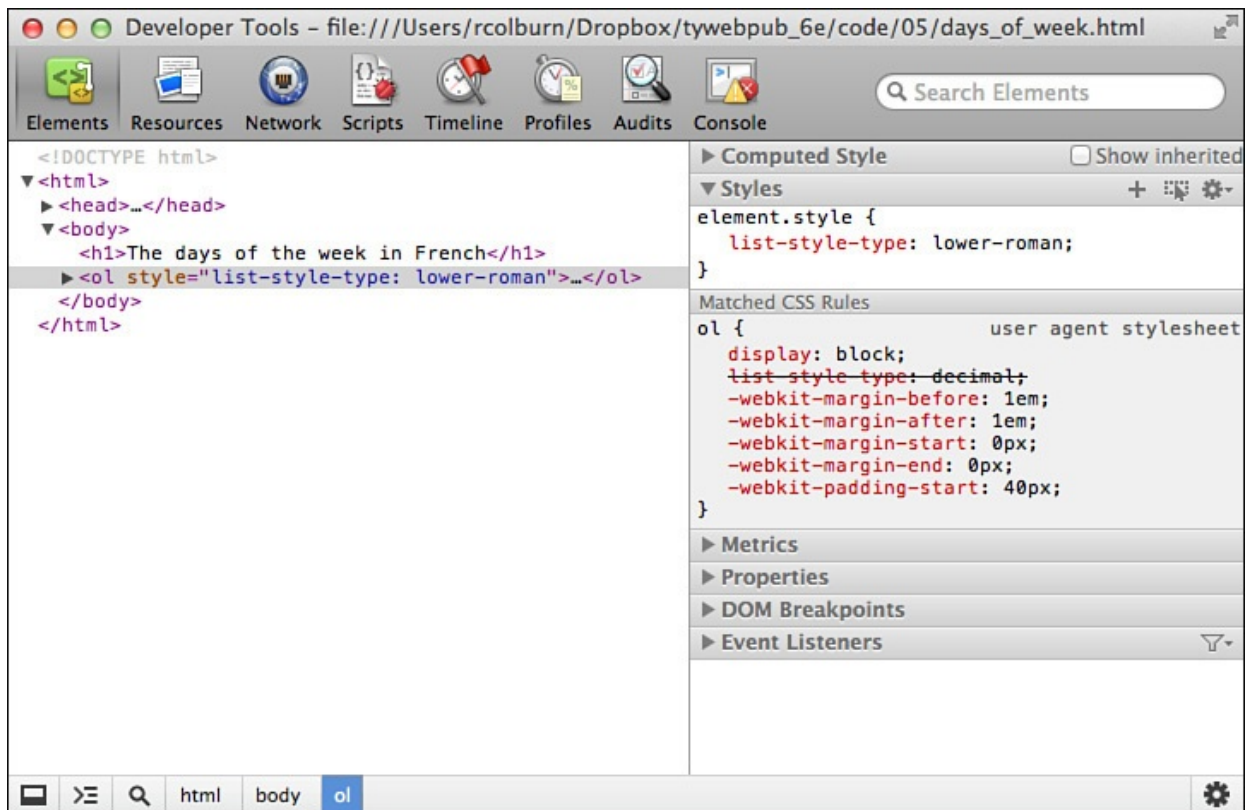 Developer Tools – file:///Users/rcolburn/Dropbox/tywebpub_6e/code/05/days_of_week.html
Elements Resources Network Scripts Timeline Profiles Audits Console
Search Elements
<!DOCTYPE html>
▼<html>
▶<head>…</head>
▼<body>
<h1>The days of the week in French</h1>
▶<ol style="list-style-type: lower-roman">…</ol>
</body>
</html>
▶ Computed Style Show inherited
▼ Styles
element.style {
list-style-type: lower-roman;
}
Matched CSS Rules
ol { user agent stylesheet
display: block;
list-style-type: decimal;
-webkit-margin-before: 1em;
-webkit-margin-after: 1em;
-webkit-margin-start: 0px;
-webkit-margin-end: 0px;
-webkit-padding-start: 40px;
}
▶ Metrics
▶ Properties
▶ DOM Breakpoints
▶ Event Listeners
html body ol